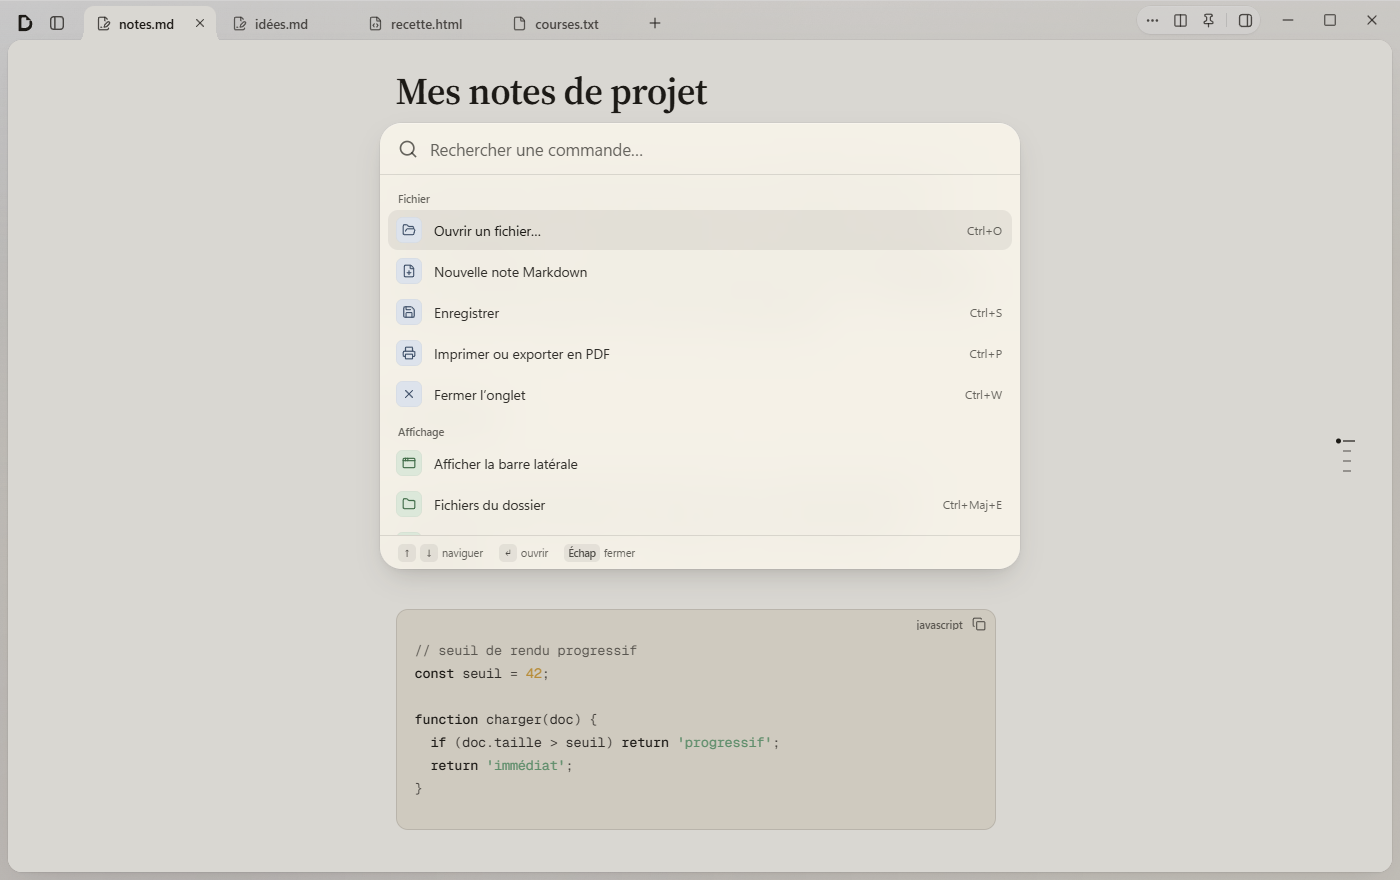 notes.md
idées.md
recette.html
courses.txt
Mes notes de projet
Rechercher une commande...
Fichier
Ouvrir un fichier... Ctrl+O
Nouvelle note Markdown
Enregistrer Ctrl+S
Imprimer ou exporter en PDF Ctrl+P
Fermer l'onglet Ctrl+W
Affichage
Afficher la barre latérale
Fichiers du dossier Ctrl+Maj+E
↑ ↓ naviguer ↵ ouvrir Échap fermer
javascript
// seuil de rendu progressif
const seuil = 42;
function charger(doc) {
  if (doc.taille > seuil) return 'progressif';
  return 'immédiat';
}